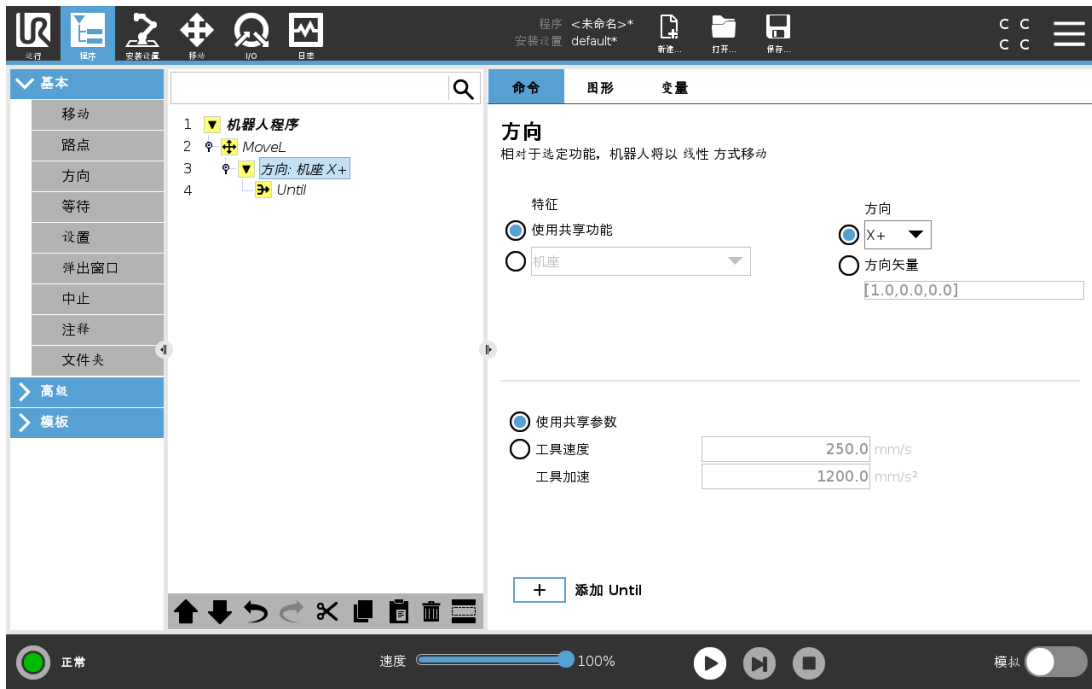 UR
程序 <未命名>*
安装设置 default*
C C
C C
运行 程序 安装设置 移动 I/O 日志 新建... 打开... 保存...
基本
移动
路点
方向
等待
设置
弹出窗口
中止
注释
文件夹
高级
模板
1 机器人程序
2 MoveL
3 方向: 机座 X+
4 Until
命令 图形 变量
方向
相对于选定功能，机器人将以 线性 方式移动
特征
使用共享功能
机座
方向
X+
方向矢量
[1.0,0.0,0.0]
使用共享参数
工具速度 250.0 mm/s
工具加速 1200.0 mm/s²
+ 添加 Until
正常 速度 100% 模拟